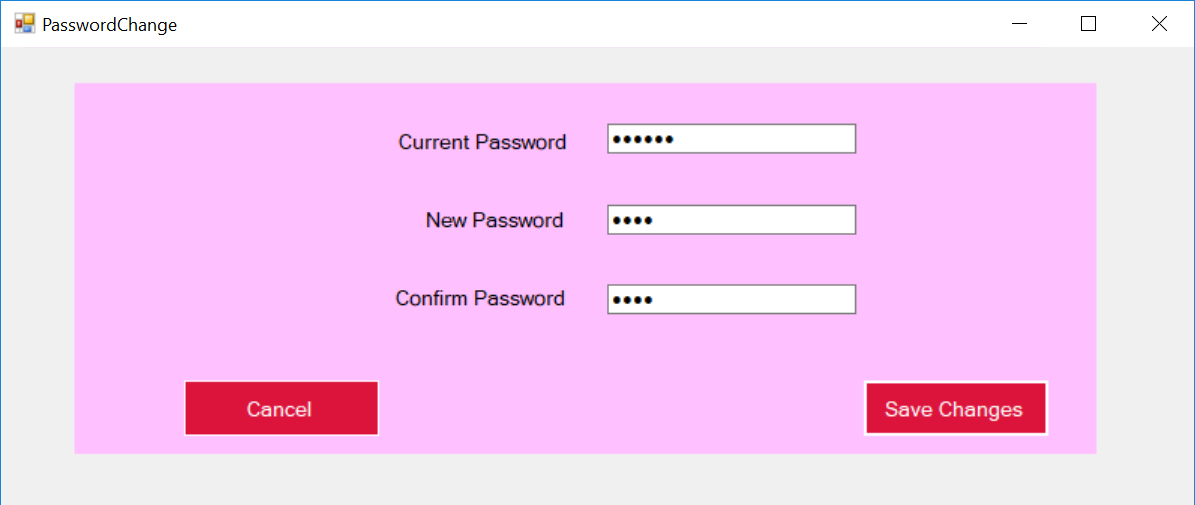 PasswordChange
Current Password ••••••
New Password ••••
Confirm Password ••••
Cancel Save Changes